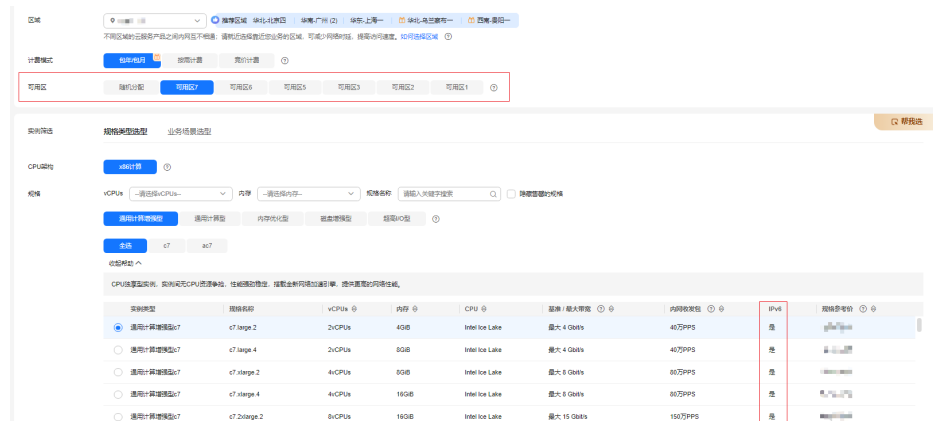 区域 推荐区域 华北-北京四 华南-广州 (2) 华东-上海一 华北-乌兰察布一 西南-贵阳一
不同区域的云服务产品之间内网互不相通；请就近选择靠近您业务的区域，可减少网络时延，提高访问速度。如何选择区域
计费模式 包年/包月 按需计费 竞价计费
可用区 随机分配 可用区7 可用区6 可用区5 可用区3 可用区2 可用区1
帮我选
实例筛选 规格类型选型 业务场景选型
CPU架构 x86计算
规格 vCPUs --请选择vCPUs-- 内存 --请选择内存-- 规格名称 请输入关键字搜索 隐藏售罄的规格
通用计算增强型 通用计算型 内存优化型 磁盘增强型 超高I/O型
全选 c7 ac7
收起帮助
CPU独享型实例，实例间无CPU资源争抢，性能强劲稳定，搭载全新网络加速引擎，提供更高的网络性能。
实例类型 规格名称 vCPUs 内存 CPU 基准 / 最大带宽 内网收发包 IPv6 规格参考价
通用计算增强型c7 c7.large.2 2vCPUs 4GiB Intel Ice Lake 最大 4 Gbit/s 40万PPS 是
通用计算增强型c7 c7.large.4 2vCPUs 8GiB Intel Ice Lake 最大 4 Gbit/s 40万PPS 是
通用计算增强型c7 c7.xlarge.2 4vCPUs 8GiB Intel Ice Lake 最大 8 Gbit/s 80万PPS 是
通用计算增强型c7 c7.xlarge.4 4vCPUs 16GiB Intel Ice Lake 最大 8 Gbit/s 80万PPS 是
通用计算增强型c7 c7.2xlarge.2 8vCPUs 16GiB Intel Ice Lake 最大 15 Gbit/s 150万PPS 是